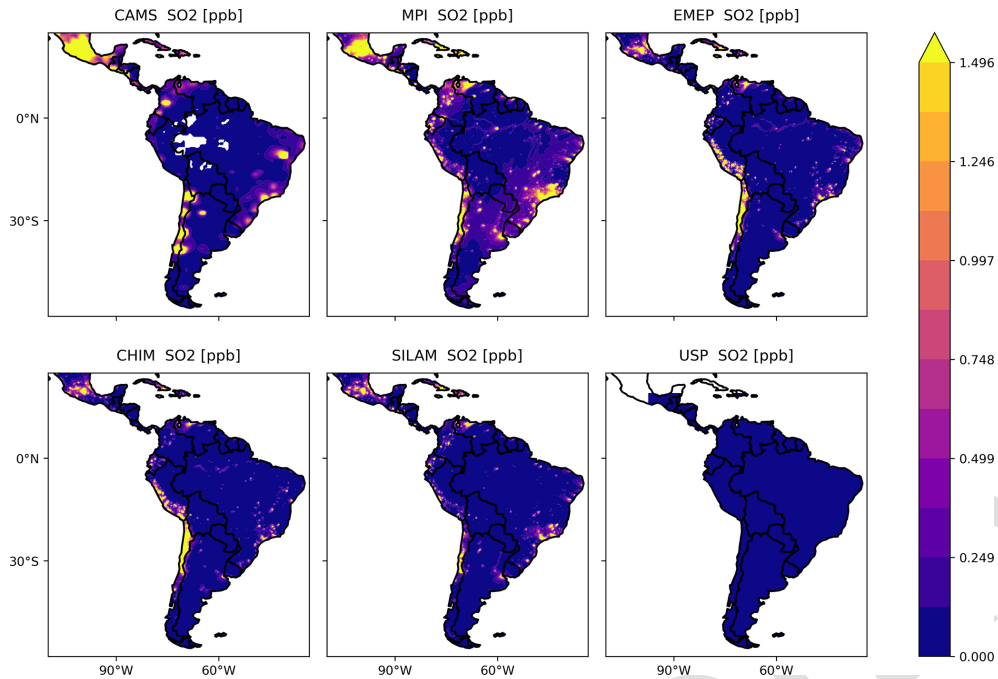 CAMS SO2 [ppb]
MPI SO2 [ppb]
EMEP SO2 [ppb]
1.496
0°N
1.246
30°S
0.997
CHIM SO2 [ppb]
SILAM SO2 [ppb]
USP SO2 [ppb]
0.748
0°N
0.499
30°S
0.249
0.000
90°W
60°W
90°W
60°W
90°W
60°W